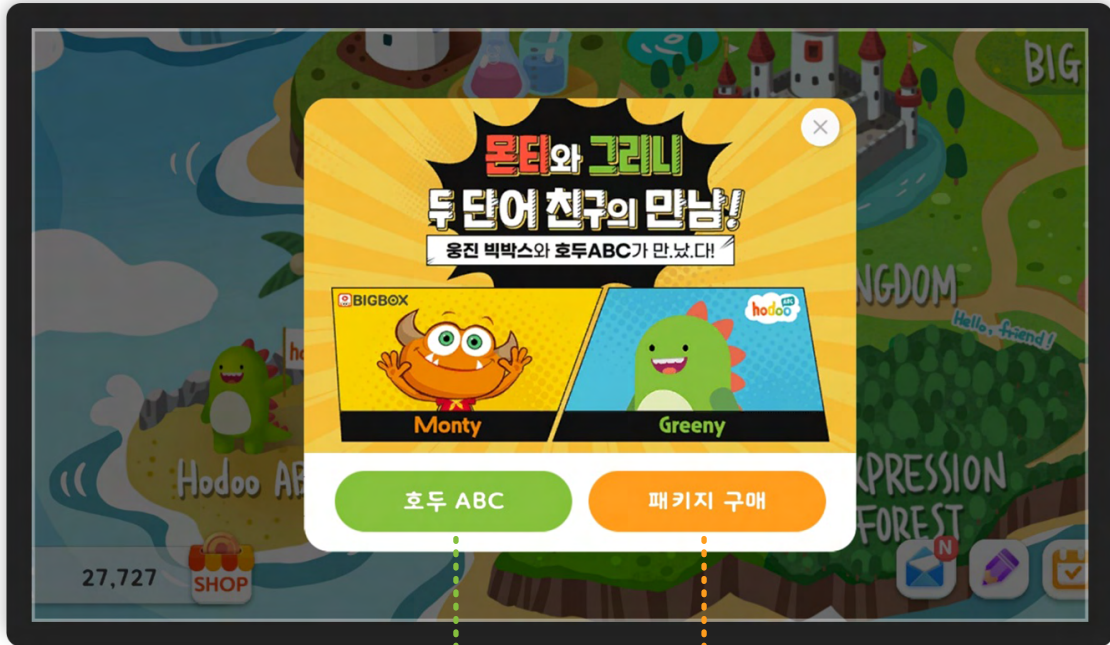 BIG
몬티와 그리니
두 단어 친구의 만남!
웅진 빅박스와 호두ABC가 만.났.다!
BIGBOX
hodoo ABC
Monty
Greeny
NGDOM
Hello, friend!
ho
Hodoo AB
XPRESSION
FOREST
호두 ABC
패키지 구매
27,727
SHOP
N